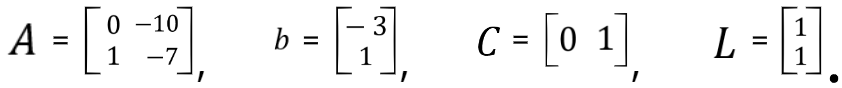 A = [0 −10; 1 −7], b = [−3; 1], C = [0 1], L = [1; 1].